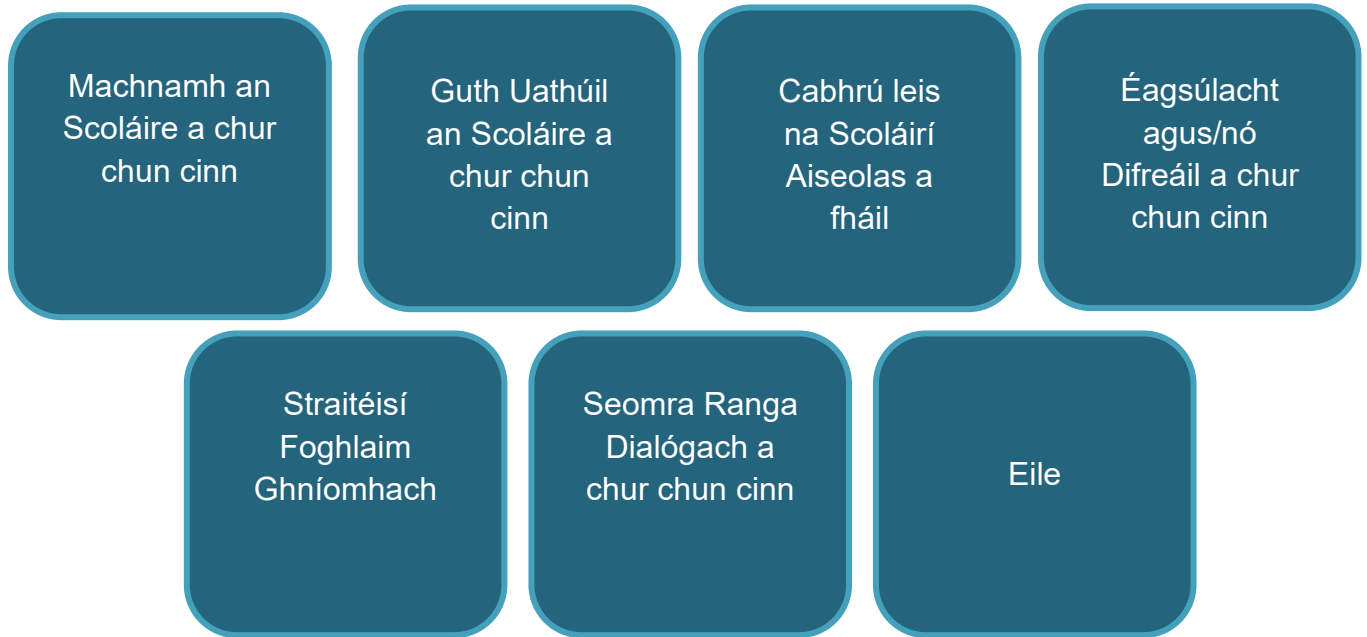 Machnamh an
Scoláire a chur
chun cinn
Guth Uathúil
an Scoláire a
chur chun
cinn
Cabhrú leis
na Scoláirí
Aiseolas a
fháil
Éagsúlacht
agus/nó
Difreáil a chur
chun cinn
Straitéisí
Foghlaim
Ghníomhach
Seomra Ranga
Dialógach a
chur chun cinn
Eile